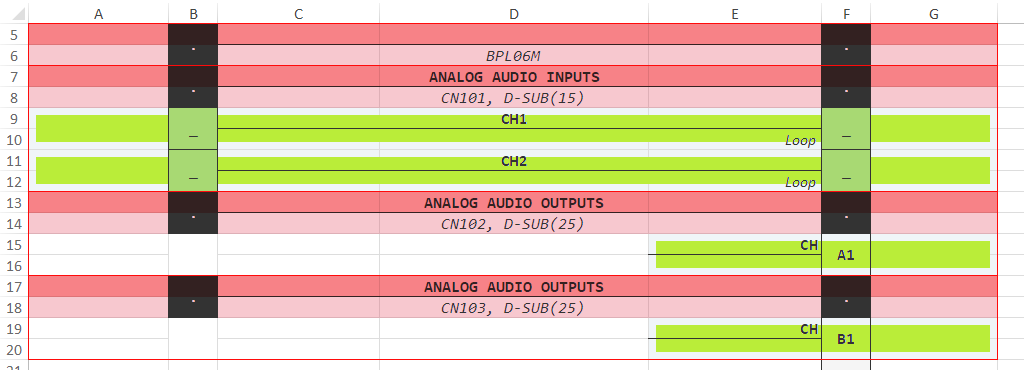 A B C D E F G
5
6 BPL06M
7 ANALOG AUDIO INPUTS
8 CN101, D-SUB(15)
9 CH1
10 _ Loop _
11 CH2
12 _ Loop _
13 ANALOG AUDIO OUTPUTS
14 CN102, D-SUB(25)
15 CH
A1
16
17 ANALOG AUDIO OUTPUTS
18 CN103, D-SUB(25)
19 CH
B1
20
21